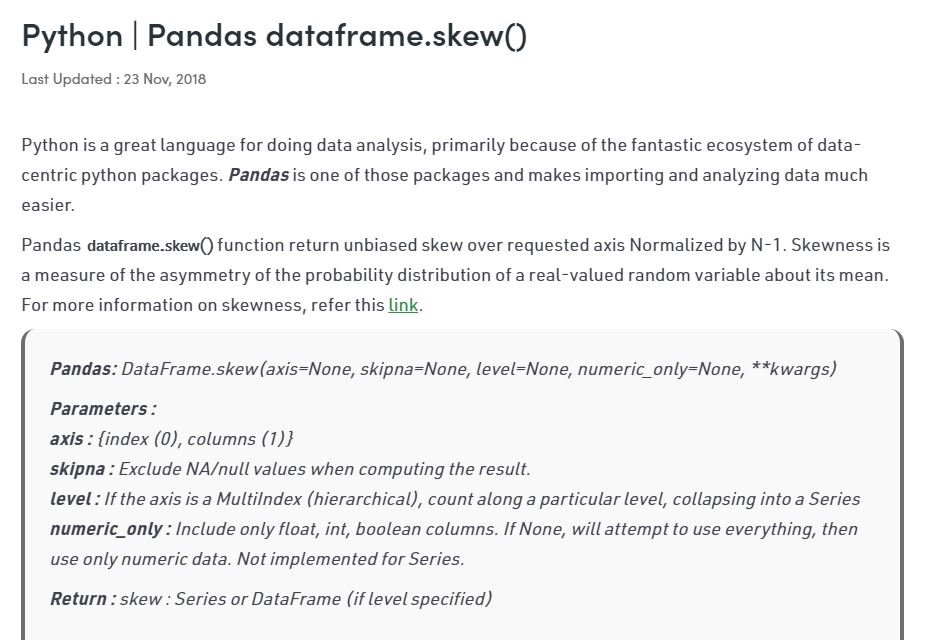 Python | Pandas dataframe.skew()
Last Updated : 23 Nov, 2018
Python is a great language for doing data analysis, primarily because of the fantastic ecosystem of data-
centric python packages. Pandas is one of those packages and makes importing and analyzing data much
easier.
Pandas dataframe.skew() function return unbiased skew over requested axis Normalized by N-1. Skewness is
a measure of the asymmetry of the probability distribution of a real-valued random variable about its mean.
For more information on skewness, refer this link.
Pandas: DataFrame.skew(axis=None, skipna=None, level=None, numeric_only=None, **kwargs)
Parameters :
axis : {index (0), columns (1)}
skipna : Exclude NA/null values when computing the result.
level : If the axis is a MultiIndex (hierarchical), count along a particular level, collapsing into a Series
numeric_only : Include only float, int, boolean columns. If None, will attempt to use everything, then
use only numeric data. Not implemented for Series.
Return : skew : Series or DataFrame (if level specified)